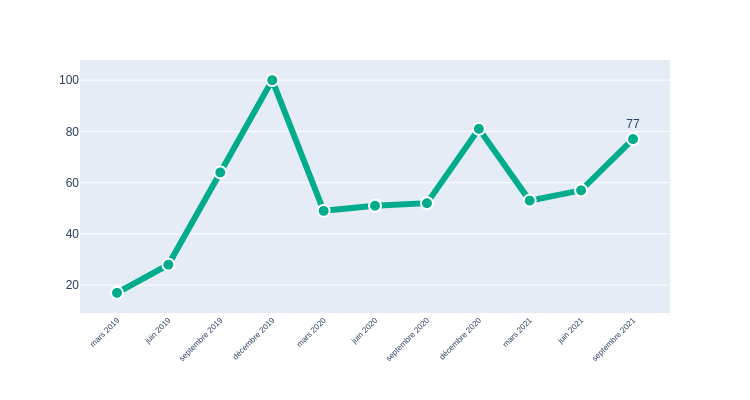 100
80
60
40
20
77
mars 2019
juin 2019
septembre 2019
décembre 2019
mars 2020
juin 2020
septembre 2020
décembre 2020
mars 2021
juin 2021
septembre 2021